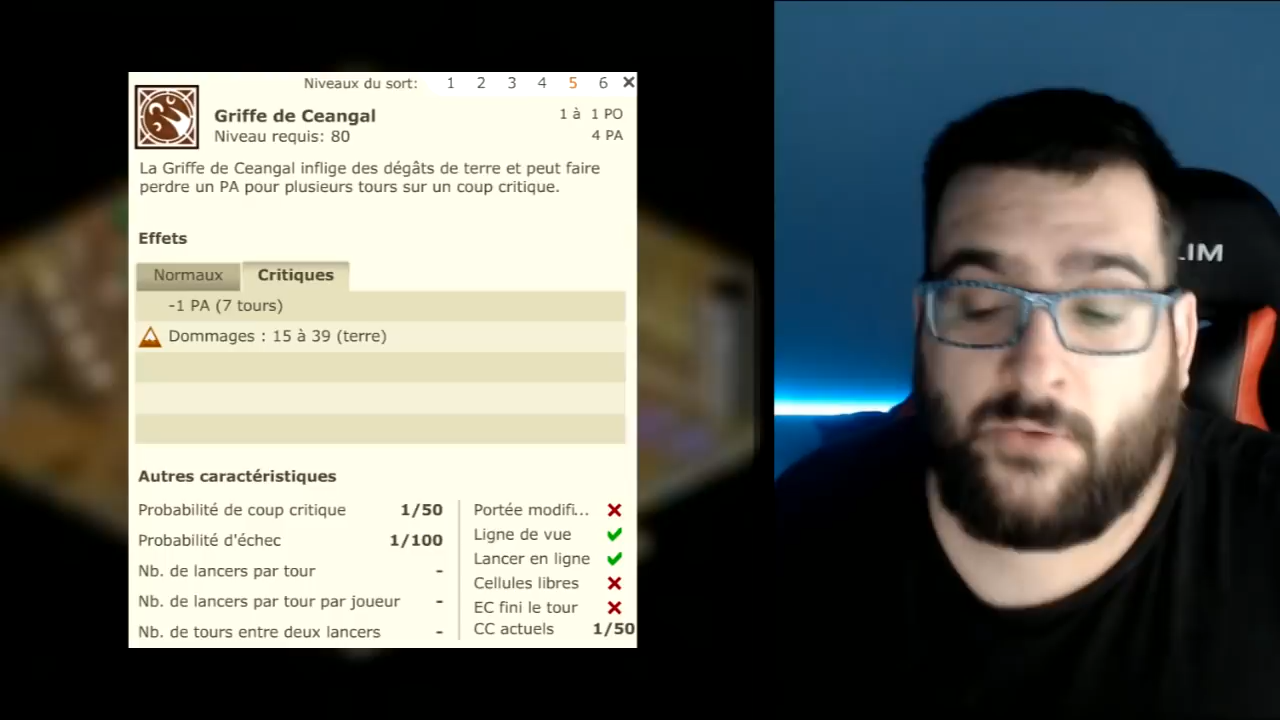 Niveaux du sort: 1 2 3 4 5 6 ×
Griffe de Ceangal 1 à 1 PO
Niveau requis: 80 4 PA
La Griffe de Ceangal inflige des dégâts de terre et peut faire
perdre un PA pour plusieurs tours sur un coup critique.
Effets
Normaux Critiques
-1 PA (7 tours)
Dommages : 15 à 39 (terre)
Autres caractéristiques
Probabilité de coup critique 1/50
Probabilité d'échec 1/100
Nb. de lancers par tour -
Nb. de lancers par tour par joueur -
Nb. de tours entre deux lancers -
Portée modifi...
Ligne de vue
Lancer en ligne
Cellules libres
EC fini le tour
CC actuels 1/50
LIM